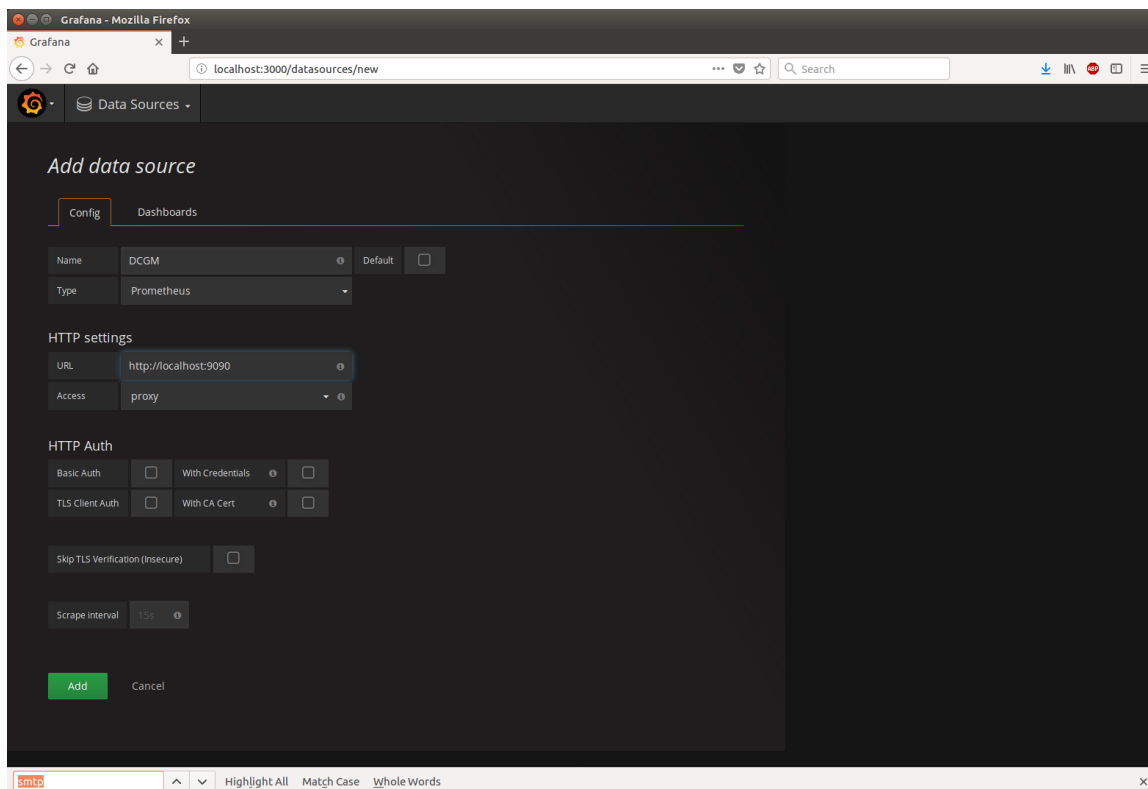 Grafana - Mozilla Firefox
Grafana
localhost:3000/datasources/new
Search
ABP
Data Sources
Add data source
Config Dashboards
Name DCGM Default
Type Prometheus
HTTP settings
URL http://localhost:9090
Access proxy
HTTP Auth
Basic Auth With Credentials
TLS Client Auth With CA Cert
Skip TLS Verification (Insecure)
Scrape interval 15s
Add Cancel
smtp Highlight All Match Case Whole Words